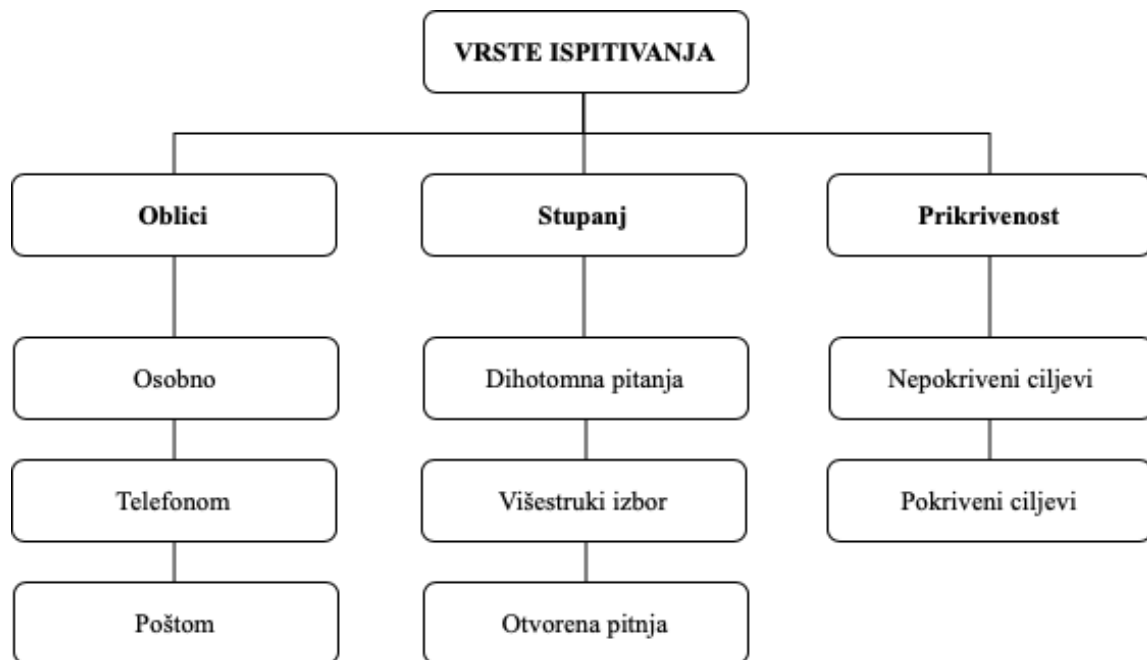 VRSTE ISPITIVANJA
Oblici
Stupanj
Prikrivenost
Osobno
Dihotomna pitanja
Nepokriveni ciljevi
Telefonom
Višestruki izbor
Pokriveni ciljevi
Poštom
Otvorena pitnja